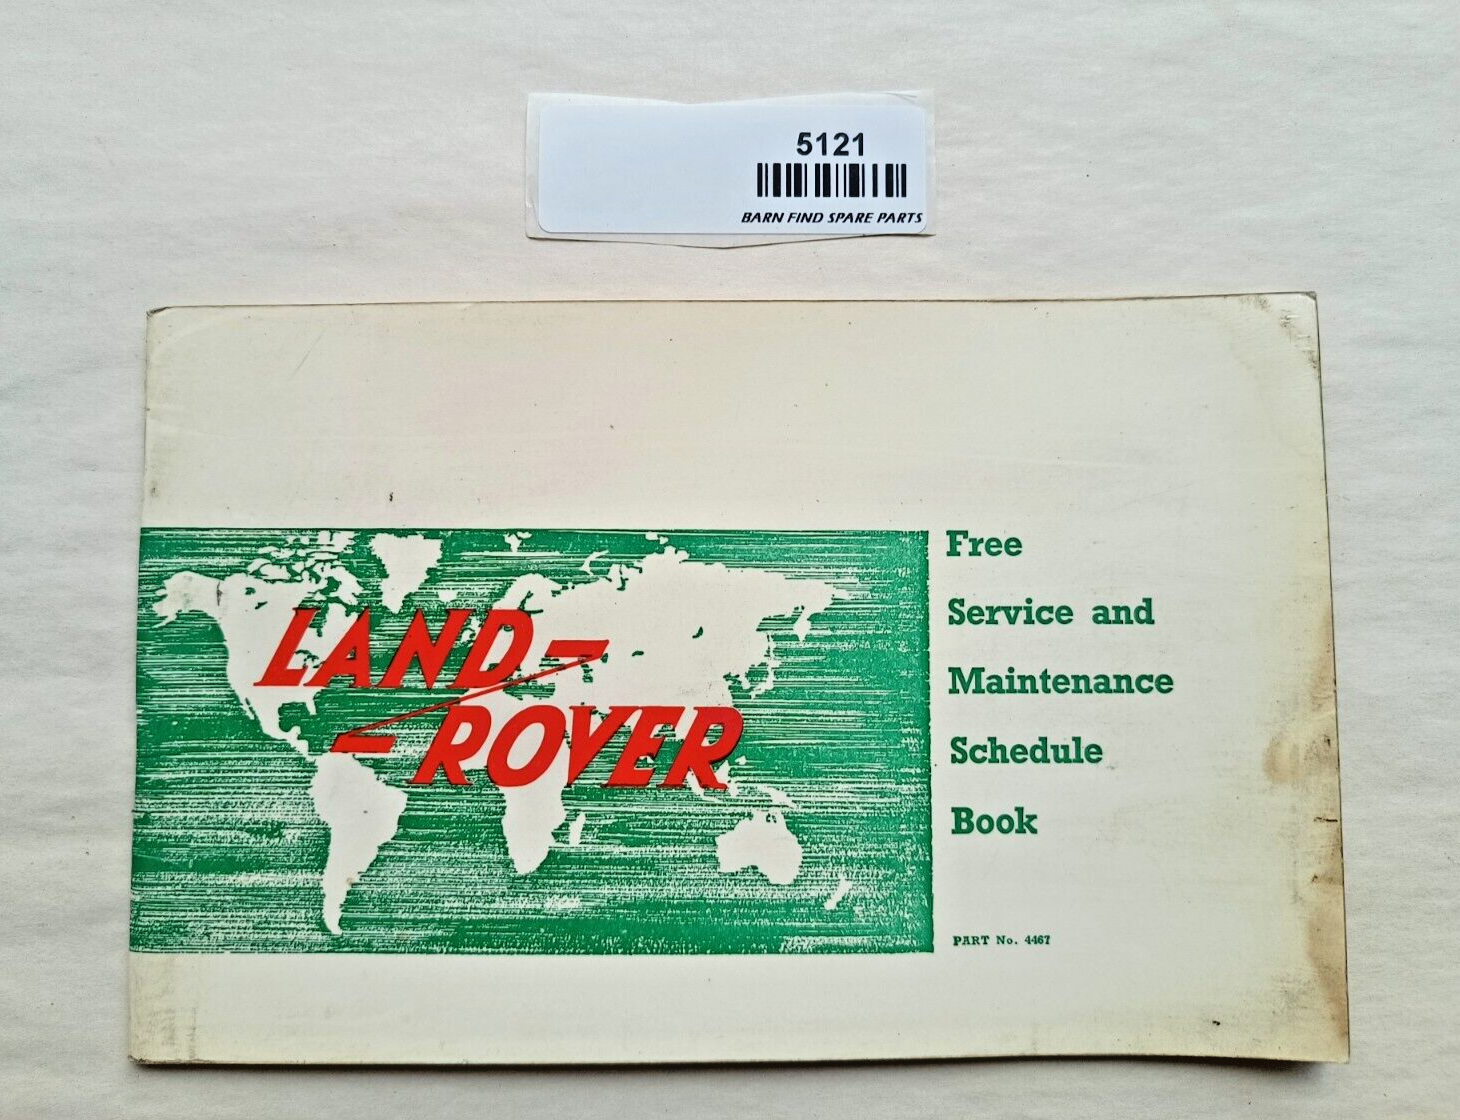 5121
BARN FIND SPARE PARTS
LAND-
-ROVER
Free
Service and
Maintenance
Schedule
Book
PART No. 4467